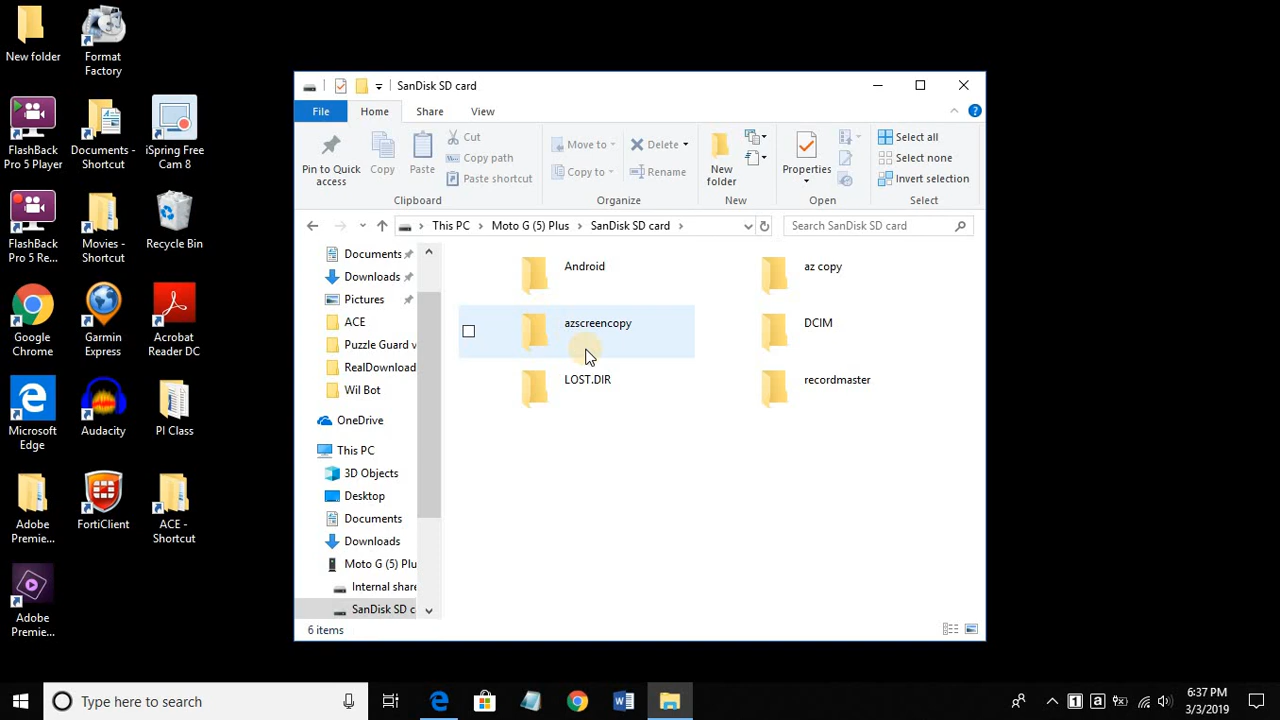 New folder
Format
Factory
FlashBack
Pro 5 Player
Documents -
Shortcut
iSpring Free
Cam 8
FlashBack
Pro 5 Re...
Movies -
Shortcut
Recycle Bin
Google
Chrome
Garmin
Express
Acrobat
Reader DC
Microsoft
Edge
Audacity
PI Class
Adobe
Premie...
FortiClient
ACE -
Shortcut
Adobe
Premie...
SanDisk SD card
File
Home
Share
View
Pin to Quick
access
Copy
Paste
Cut
Copy path
Paste shortcut
Clipboard
Move to
Copy to
Delete
Rename
Organize
New
folder
New
Properties
Open
Select all
Select none
Invert selection
Select
This PC
Moto G (5) Plus
SanDisk SD card
Search SanDisk SD card
Documents
Downloads
Pictures
ACE
Puzzle Guard v
RealDownload
Wil Bot
OneDrive
This PC
3D Objects
Desktop
Documents
Downloads
Moto G (5) Plu
Internal share
SanDisk SD c
Android
az copy
azscreencopy
DCIM
LOST.DIR
recordmaster
6 items
Type here to search
6:37 PM
3/3/2019